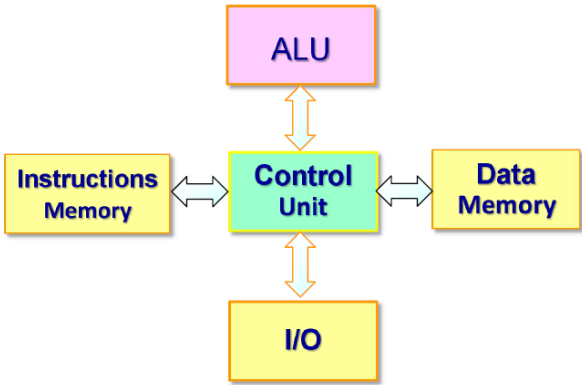 ALU
Instructions
Memory
Control
Unit
Data
Memory
I/O